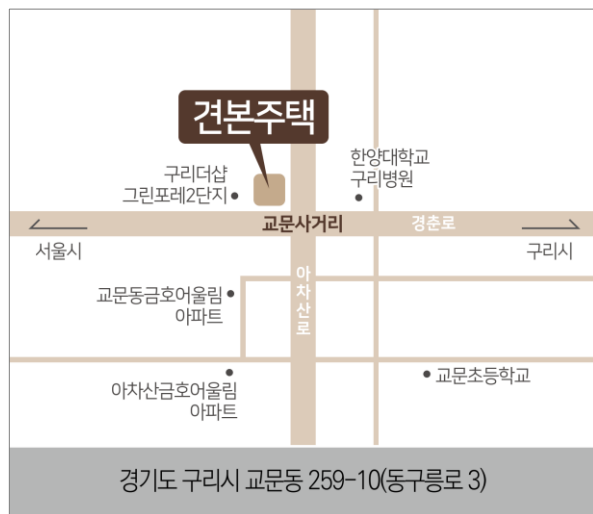 견본주택
한양대학교
구리병원
구리더샵
그린포레2단지
교문사거리
경춘로
서울시
구리시
아차산로
교문동금호어울림
아파트
아차산금호어울림
아파트
교문초등학교
경기도 구리시 교문동 259-10(동구릉로 3)